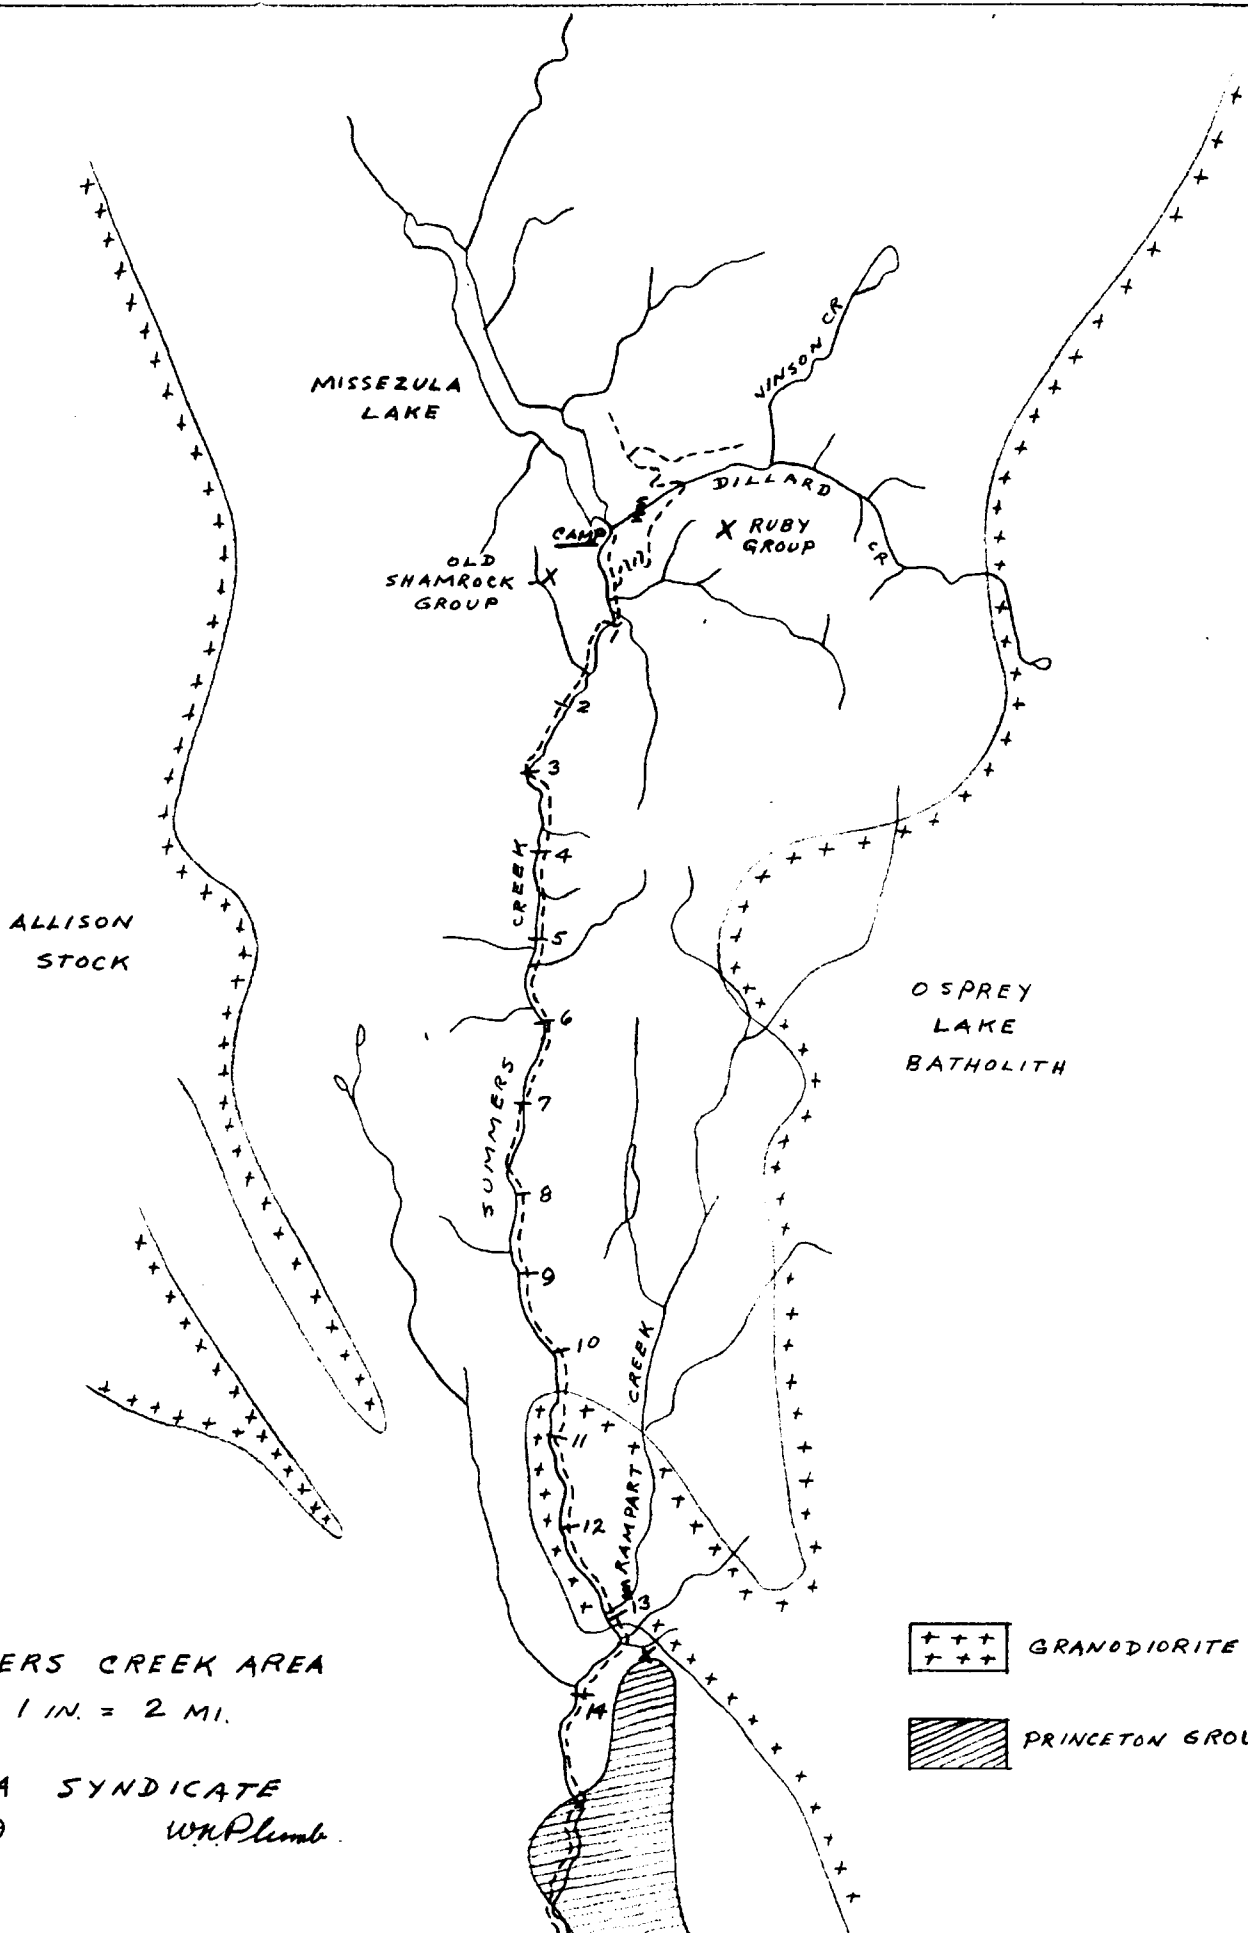 MISSEZULA
LAKE
VINSON CR
DILLARD
CR
CAMP
X RUBY
GROUP
OLD
SHAMROCK
GROUP
X
2
3
4
5
6
7
8
9
10
11
12
13
14
CREEK
SUMMERS
ALLISON
STOCK
OSPREY
LAKE
BATHOLITH
RAMPART CREEK
ERS CREEK AREA
1 IN. = 2 MI.
SYNDICATE
W.N.Plumb.
GRANODIORITE
PRINCETON GROU